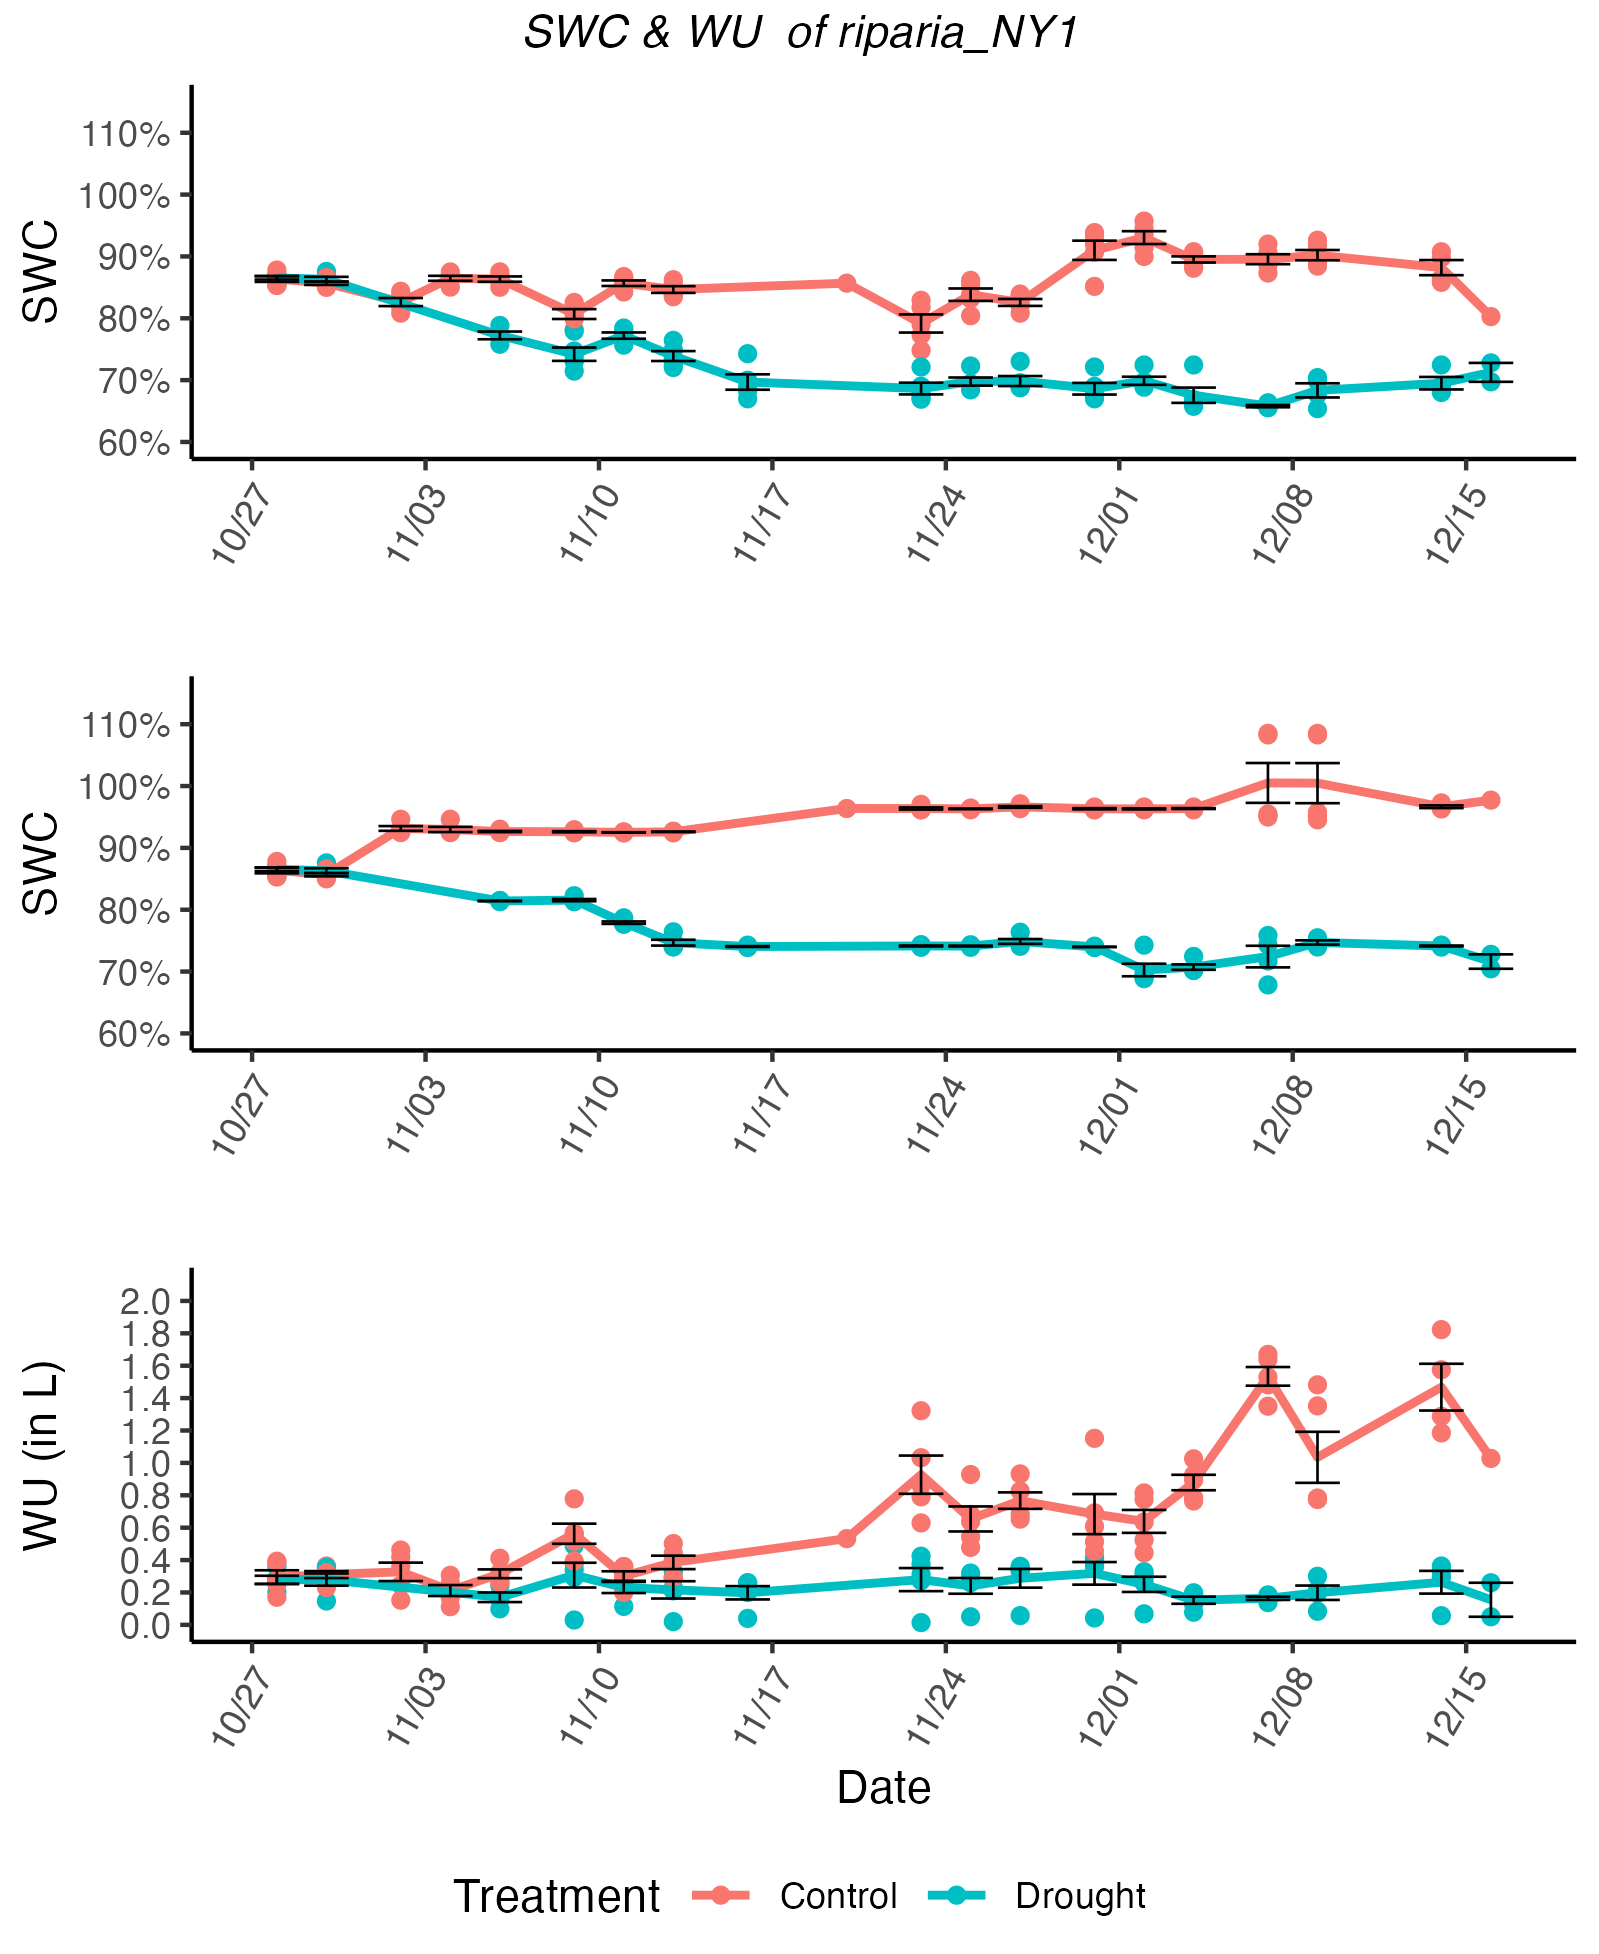 SWC & WU of riparia_NY1
SWC
110%
100%
90%
80%
70%
60%
10/27 11/03 11/10 11/17 11/24 12/01 12/08 12/15
SWC
110%
100%
90%
80%
70%
60%
10/27 11/03 11/10 11/17 11/24 12/01 12/08 12/15
WU (in L)
2.0
1.8
1.6
1.4
1.2
1.0
0.8
0.6
0.4
0.2
0.0
10/27 11/03 11/10 11/17 11/24 12/01 12/08 12/15
Date
Treatment Control Drought